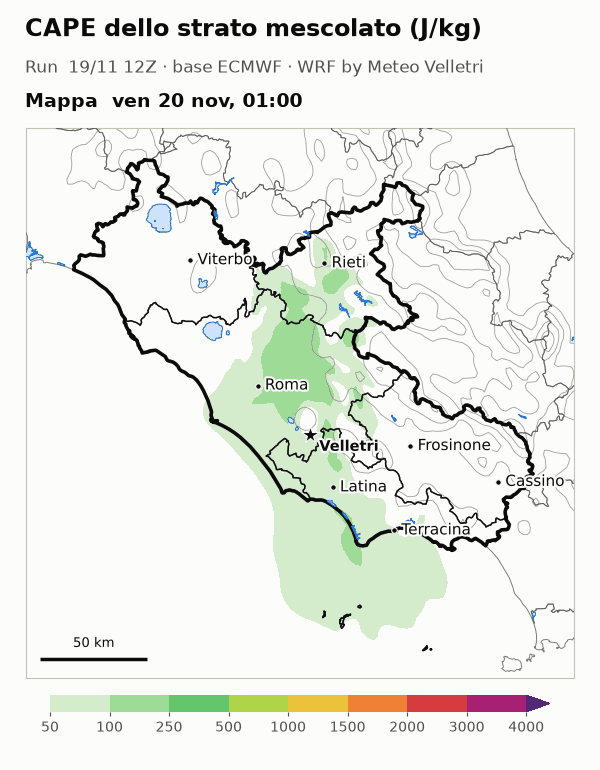 CAPE dello strato mescolato (J/kg)
Run  19/11 12Z · base ECMWF · WRF by Meteo Velletri
Mappa  ven 20 nov, 01:00
Viterbo
Rieti
Roma
Velletri
Frosinone
Latina
Cassino
Terracina
50 km
50 100 250 500 1000 1500 2000 3000 4000